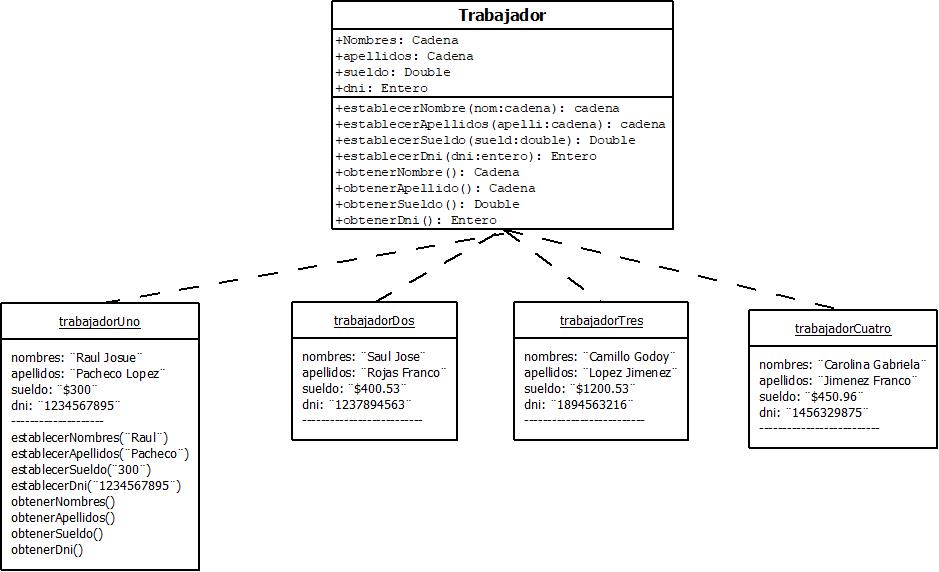 Trabajador
+Nombres: Cadena
+apellidos: Cadena
+sueldo: Double
+dni: Entero
+establecerNombre(nom:cadena): cadena
+establecerApellidos(apelli:cadena): cadena
+establecerSueldo(sueld:double): Double
+establecerDni(dni:entero): Entero
+obtenerNombre(): Cadena
+obtenerApellido(): Cadena
+obtenerSueldo(): Double
+obtenerDni(): Entero
trabajadorUno
nombres: ¨Raul Josue¨
apellidos: ¨Pacheco Lopez¨
sueldo: ¨$300¨
dni: ¨1234567895¨
--------------------
establecerNombres(¨Raul¨)
establecerApellidos(¨Pacheco¨)
establecerSueldo(¨300¨)
establecerDni(¨1234567895¨)
obtenerNombres()
obtenerApellidos()
obtenerSueldo()
obtenerDni()
trabajadorDos
nombres: ¨Saul Jose¨
apellidos: ¨Rojas Franco¨
sueldo: ¨$400.53¨
dni: ¨1237894563¨
--------------------------
trabajadorTres
nombres: ¨Camillo Godoy¨
apellidos: ¨Lopez Jimenez¨
sueldo: ¨$1200.53¨
dni: ¨1894563216¨
--------------------------
trabajadorCuatro
nombres: ¨Carolina Gabriela¨
apellidos: ¨Jimenez Franco¨
sueldo: ¨$450.96¨
dni: ¨1456329875¨
--------------------------